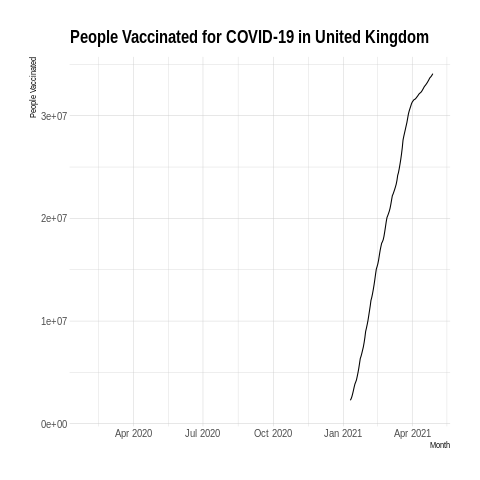 People Vaccinated for COVID-19 in United Kingdom
People Vaccinated
3e+07
2e+07
1e+07
0e+00
Apr 2020
Jul 2020
Oct 2020
Jan 2021
Apr 2021
Month